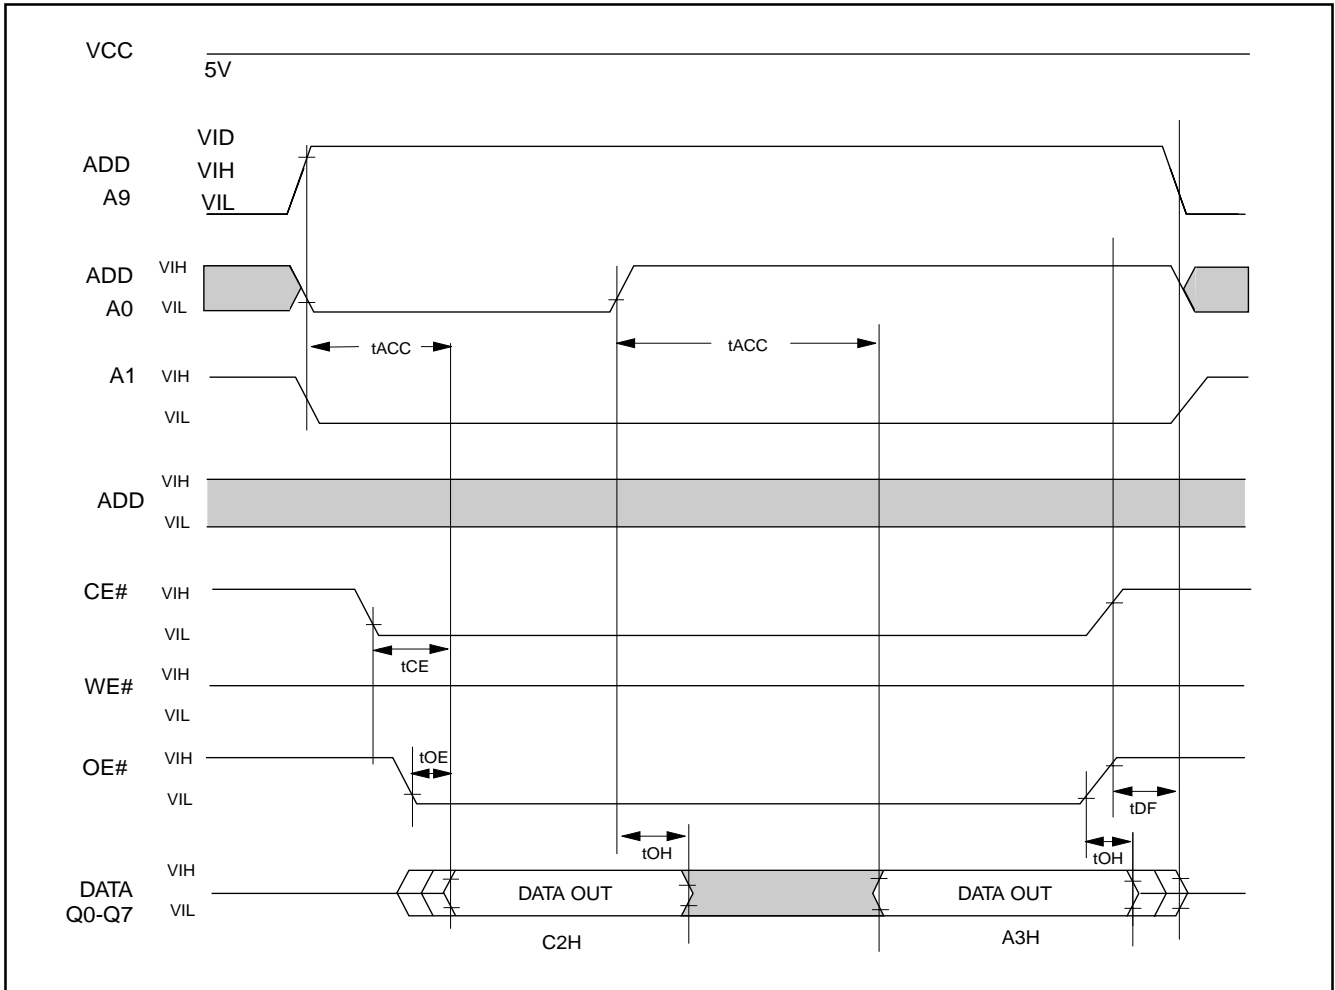 VCC
5V
VID
ADD
VIH
A9
VIL
ADD
VIH
A0
VIL
tACC
tACC
A1
VIH
VIL
ADD
VIH
VIL
CE#
VIH
VIL
tCE
WE#
VIH
VIL
OE#
VIH
tOE
VIL
tDF
tOH
tOH
VIH
DATA
DATA OUT
DATA OUT
Q0-Q7
VIL
C2H
A3H